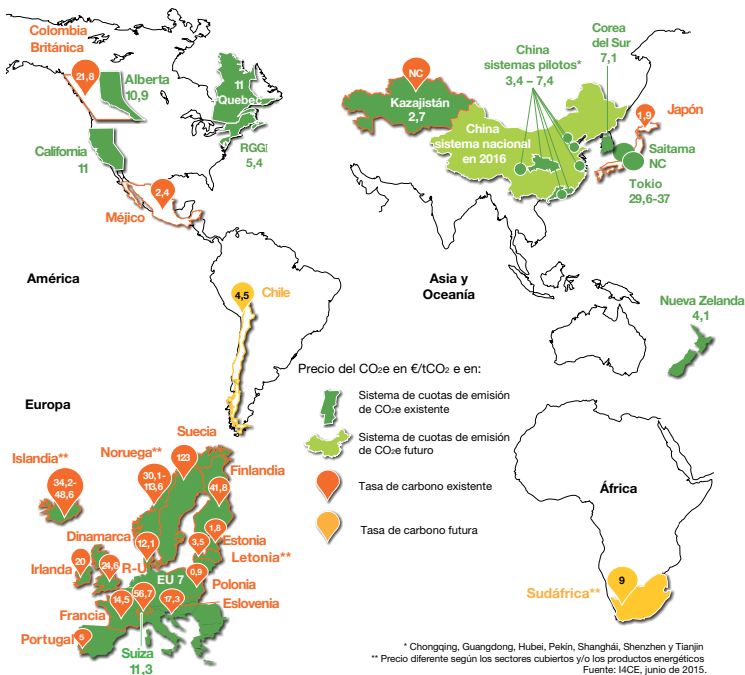 Colombia
Británica
21,8
Alberta
10,9
11
Quebec
California
11
RGGI
5,4
2,4
Méjico
América
4,5
Chile
NC
Kazajistán
2,7
China
sistemas pilotos*
3,4 – 7,4
Corea
del Sur
7,1
China
sistema nacional
en 2016
1,9
Japón
Saitama
NC
Tokio
29,6-37
Asia y
Oceanía
Nueva Zelanda
4,1
Precio del CO2e en €/tCO2 e en:
Sistema de cuotas de emisión
de CO2e existente
Sistema de cuotas de emisión
de CO2e futuro
Tasa de carbono existente
Tasa de carbono futura
Europa
Islandia**
34,2-
48,6
Noruega**
30,1-
113,6
Suecia
123
Finlandia
41,8
1,8
Estonia
3,5
Letonia**
Dinamarca
12,1
Irlanda
20
24,6
R-U
EU 7
0,9
Polonia
Francia
14,5
56,7
17,3
Eslovenia
Portugal
5
Suiza
11,3
África
9
Sudáfrica**
* Chongqing, Guangdong, Hubei, Pekín, Shanghái, Shenzhen y Tianjin
** Precio diferente según los sectores cubiertos y/o los productos energéticos
Fuente: I4CE, junio de 2015.